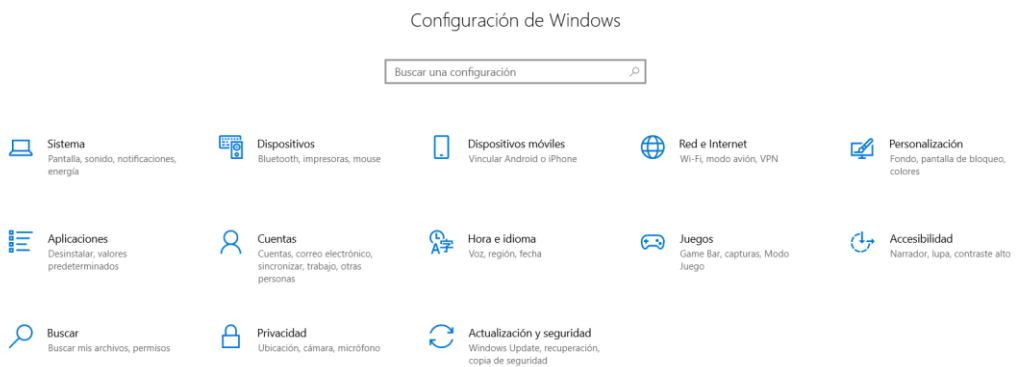 Configuración de Windows
Buscar una configuración
Sistema
Pantalla, sonido, notificaciones,
energía
Dispositivos
Bluetooth, impresoras, mouse
Dispositivos móviles
Vincular Android o iPhone
Red e Internet
Wi-Fi, modo avión, VPN
Personalización
Fondo, pantalla de bloqueo,
colores
Aplicaciones
Desinstalar, valores
predeterminados
Cuentas
Cuentas, correo electrónico,
sincronizar, trabajo, otras
personas
Hora e idioma
Voz, región, fecha
Juegos
Game Bar, capturas, Modo
Juego
Accesibilidad
Narrador, lupa, contraste alto
Buscar
Buscar mis archivos, permisos
Privacidad
Ubicación, cámara, micrófono
Actualización y seguridad
Windows Update, recuperación,
copia de seguridad